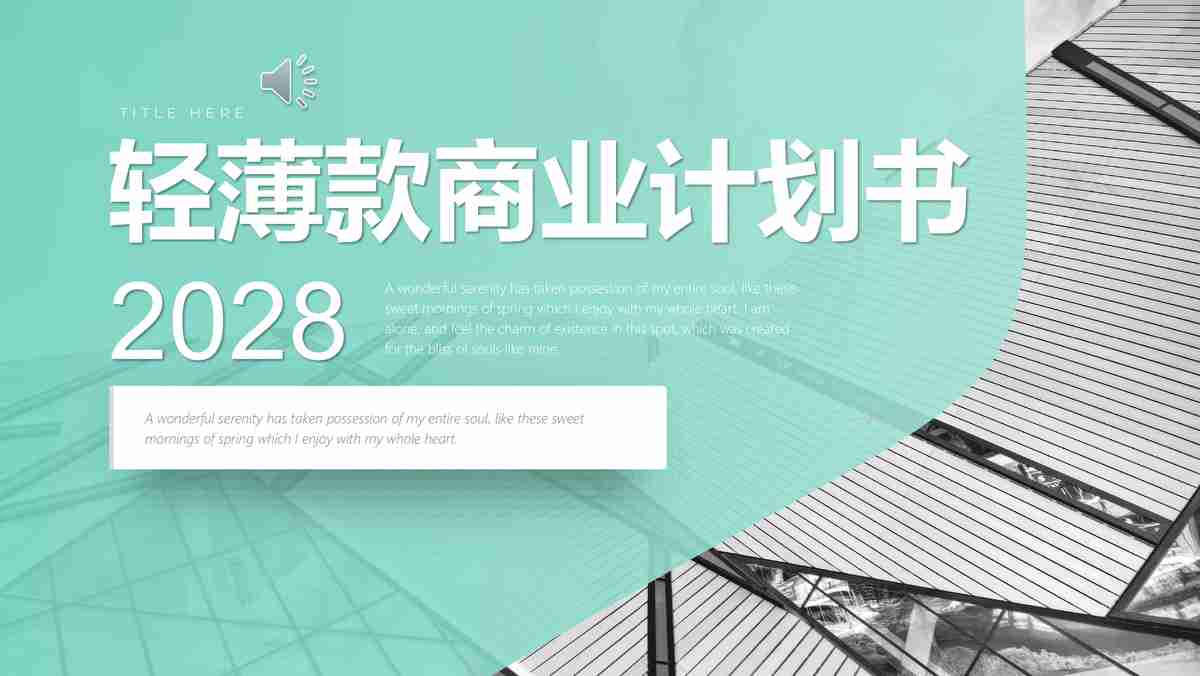 TITLE HERE
轻薄款商业计划书
2028
A wonderful serenity has taken possession of my entire soul, like these
sweet mornings of spring which I enjoy with my whole heart. I am
alone, and feel the charm of existence in this spot, which was created
for the bliss of souls like mine.
A wonderful serenity has taken possession of my entire soul, like these sweet
mornings of spring which I enjoy with my whole heart.